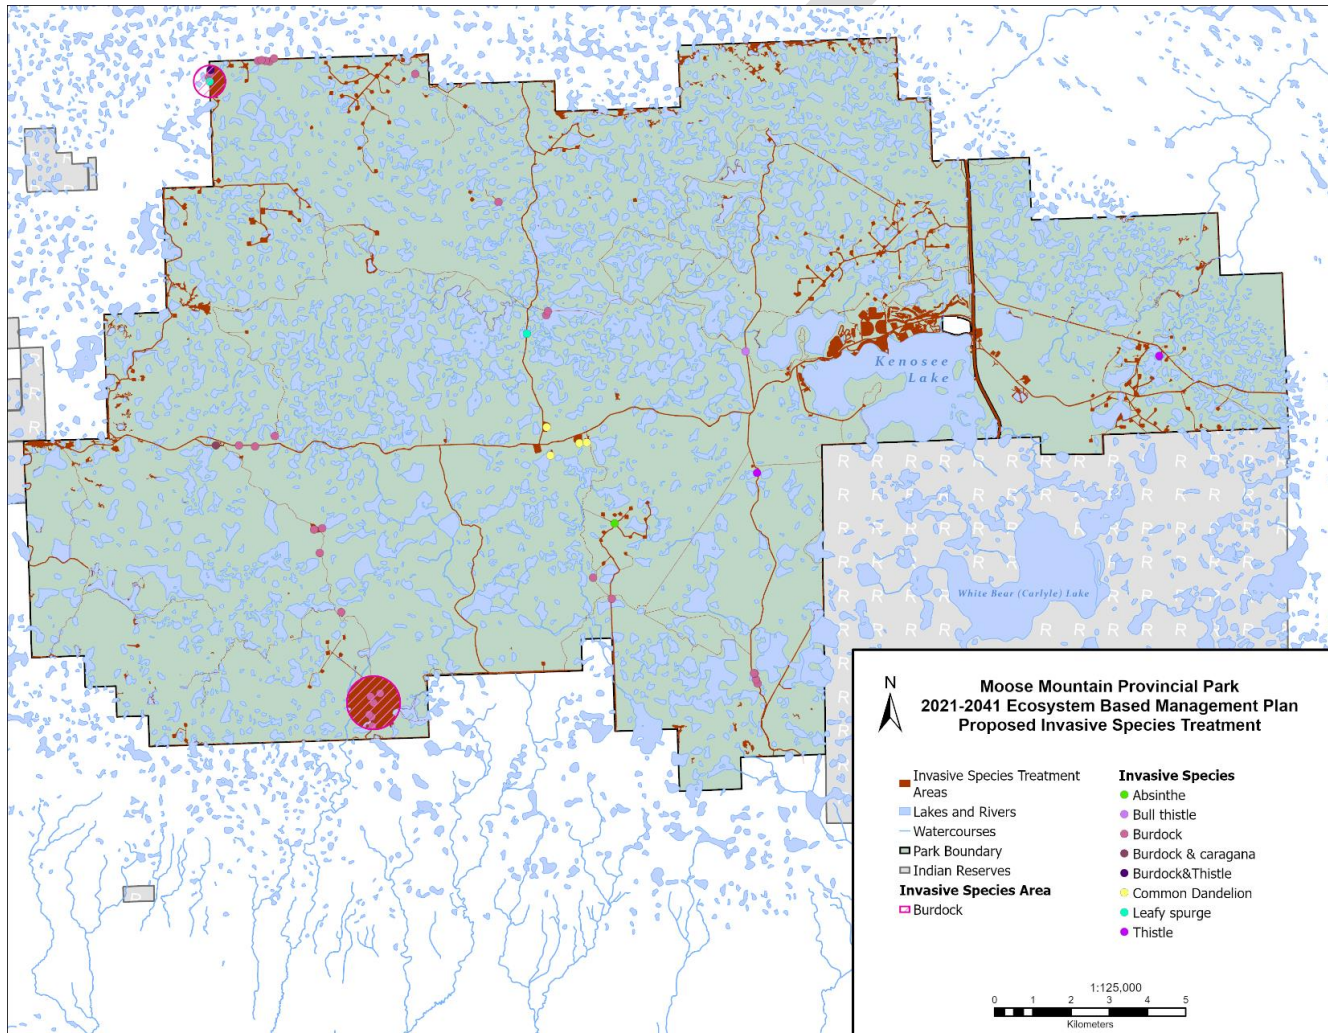 Kenosee
Lake
R R R R R R R R R R R
White Bear (Carlyle) Lake
N
Moose Mountain Provincial Park
2021-2041 Ecosystem Based Management Plan
Proposed Invasive Species Treatment
Invasive Species Treatment
Areas
Lakes and Rivers
Watercourses
Park Boundary
Indian Reserves
Invasive Species Area
Burdock
Invasive Species
Absinthe
Bull thistle
Burdock
Burdock & caragana
Burdock&Thistle
Common Dandelion
Leafy spurge
Thistle
1:125,000
0 1 2 3 4 5
Kilometers